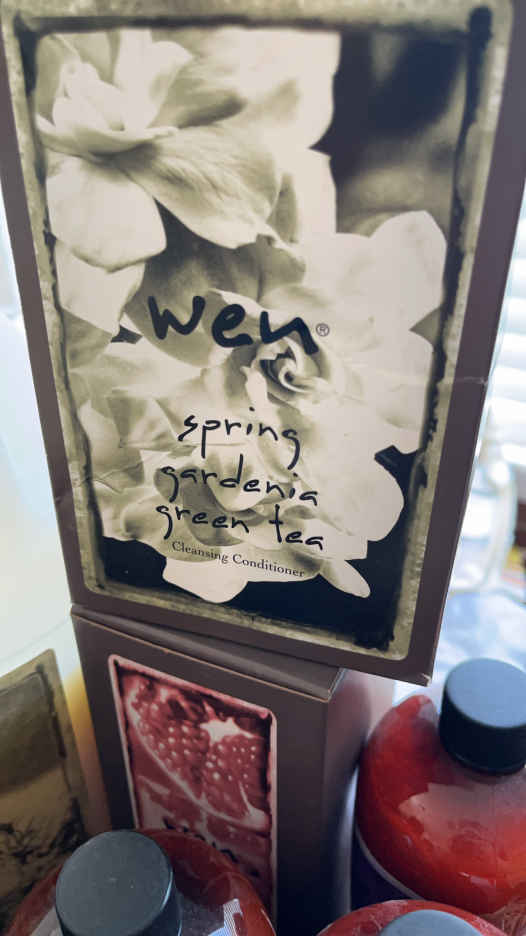 wen®
spring
gardenia
green tea
Cleansing Conditioner